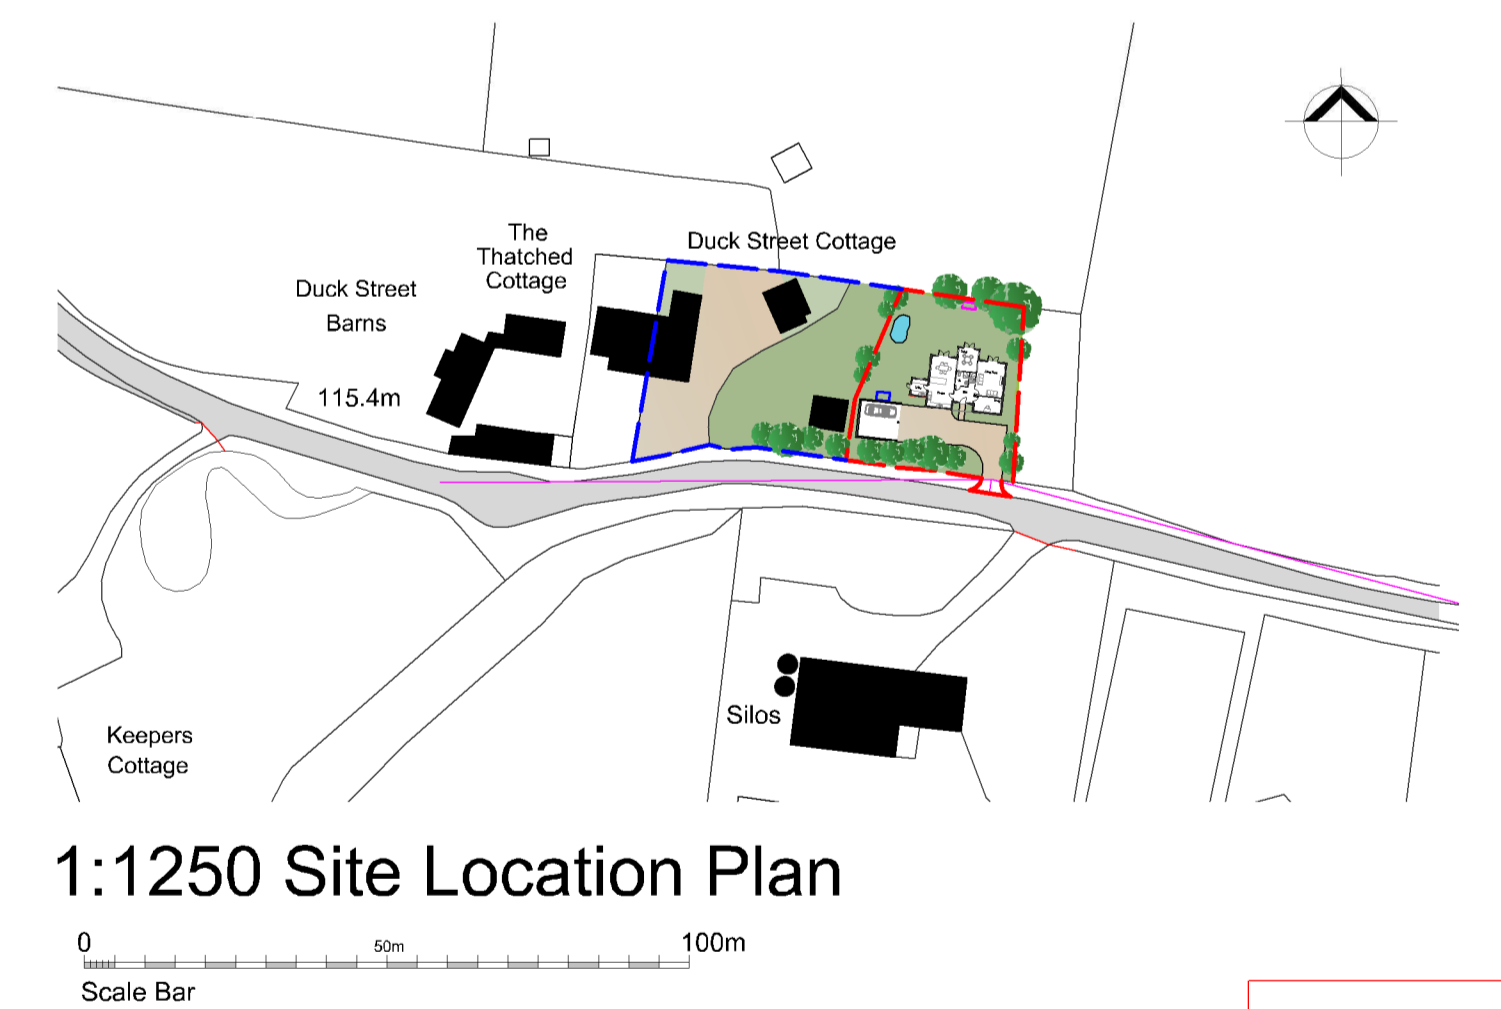 Duck Street Cottage
The
Thatched
Cottage
Duck Street
Barns
115.4m
Silos
Keepers
Cottage
1:1250 Site Location Plan
0
50m
100m
Scale Bar